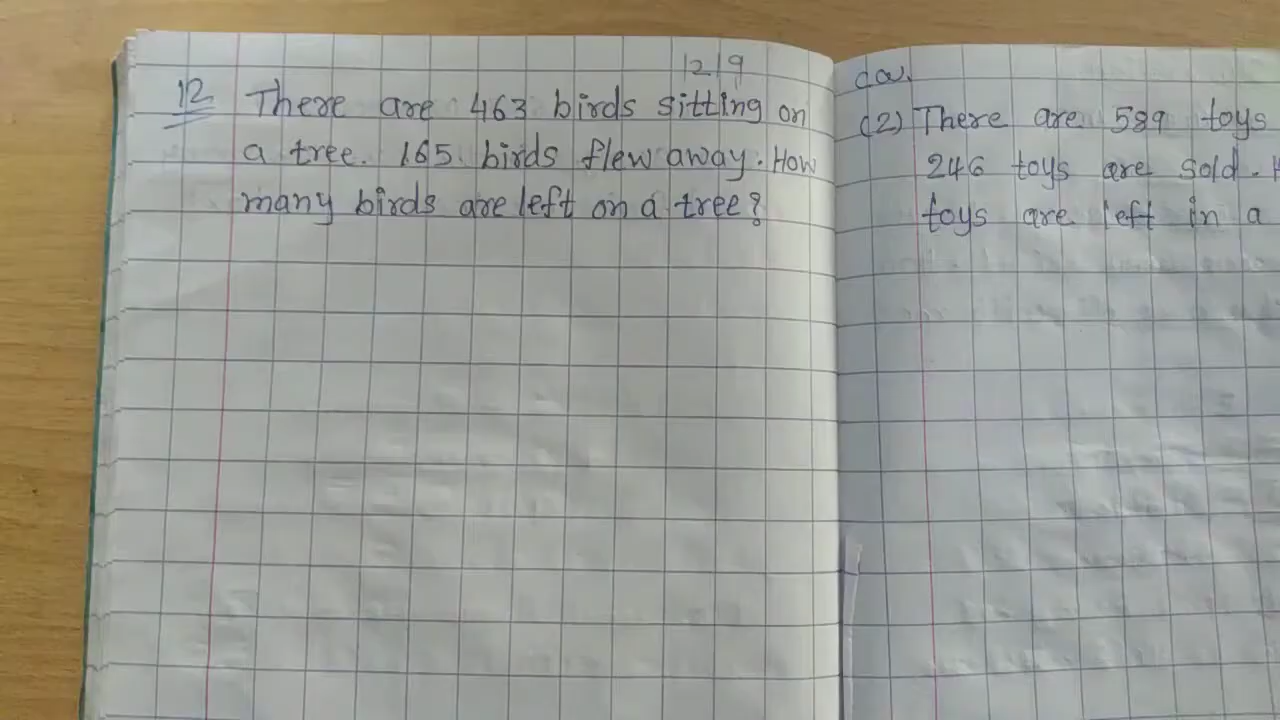 12/9
12 There are 463 birds sitting on
a tree. 165 birds flew away. How
many birds are left on a tree?
(2) There are 589 toys
246 toys are sold.
toys are left in a